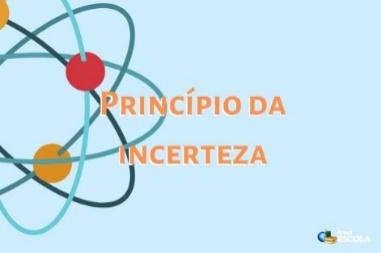 Princípio da
incerteza
Brasil
ESCOLA